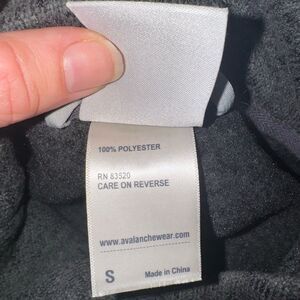 100% POLYESTER
RN 83520
CARE ON REVERSE
www.avalanchewear.com
S
Made in China